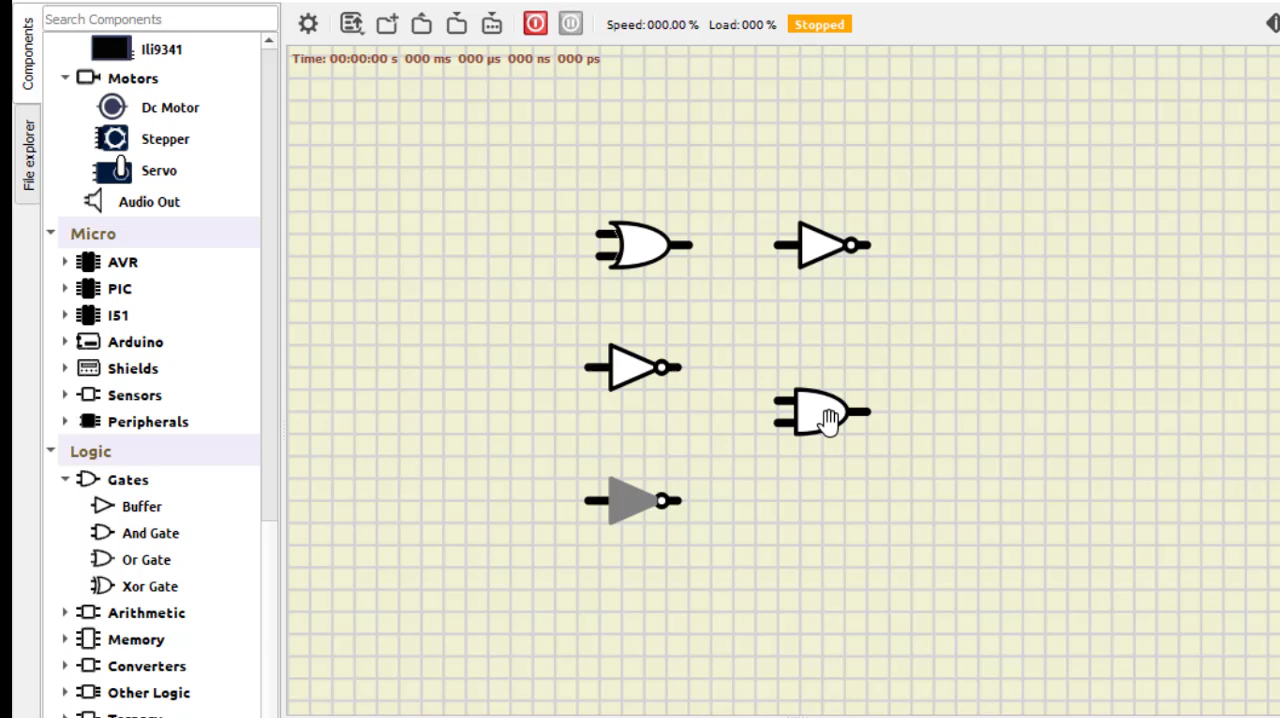 Components
File explorer
Search Components
Ili9341
Motors
Dc Motor
Stepper
Servo
Audio Out
Micro
AVR
PIC
I51
Arduino
Shields
Sensors
Peripherals
Logic
Gates
Buffer
And Gate
Or Gate
Xor Gate
Arithmetic
Memory
Converters
Other Logic
Speed:000.00 % Load:000 % Stopped
Time: 00:00:00 s 000 ms 000 µs 000 ns 000 ps